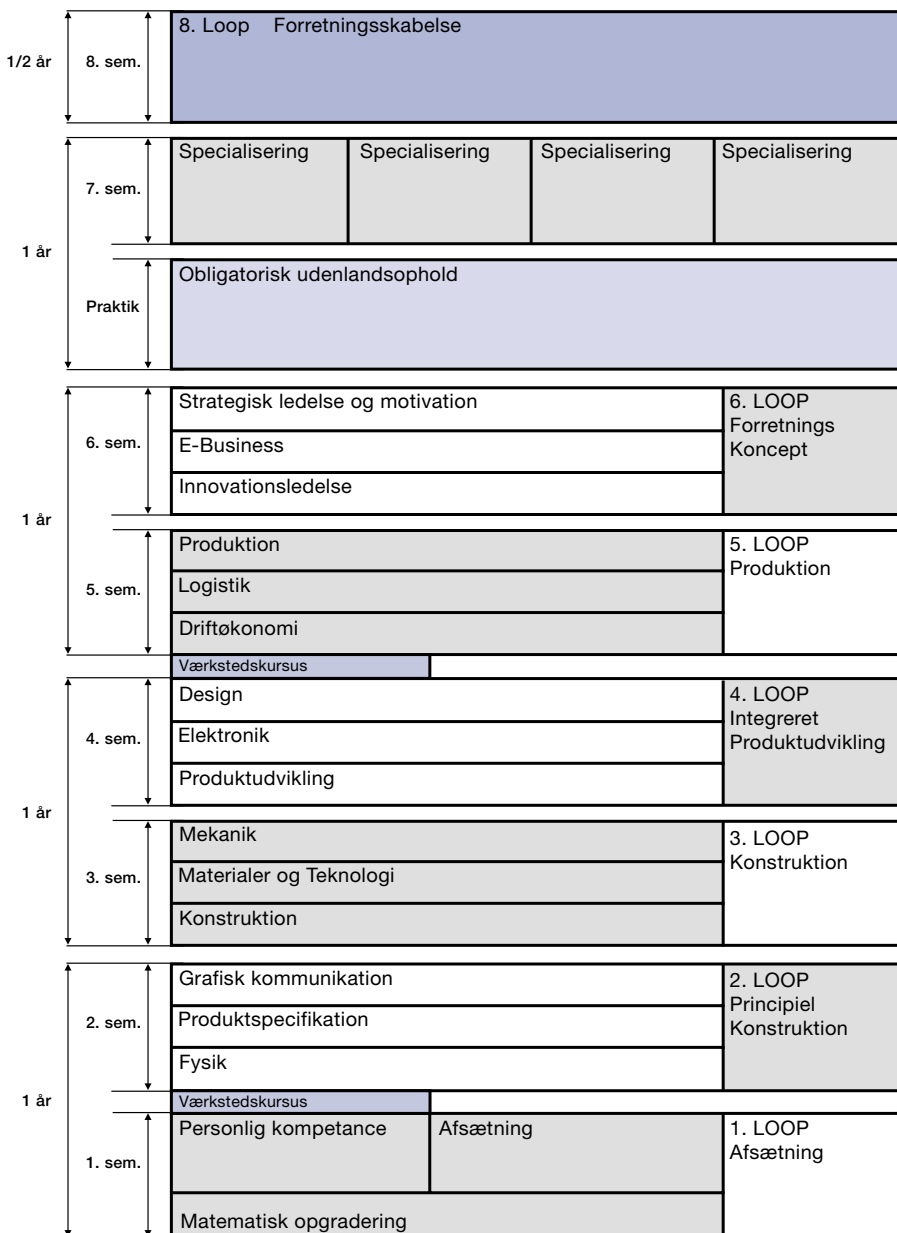 1/2 år
8. sem.
8. Loop Forretningsskabelse
1 år
7. sem.
Specialisering Specialisering Specialisering Specialisering
Praktik
Obligatorisk udenlandsophold
1 år
6. sem.
Strategisk ledelse og motivation
E-Business
Innovationsledelse
6. LOOP
Forretnings
Koncept
5. sem.
Produktion
Logistik
Driftøkonomi
5. LOOP
Produktion
Værkstedskursus
1 år
4. sem.
Design
Elektronik
Produktudvikling
4. LOOP
Integreret
Produktudvikling
3. sem.
Mekanik
Materialer og Teknologi
Konstruktion
3. LOOP
Konstruktion
1 år
2. sem.
Grafisk kommunikation
Produktspecifikation
Fysik
2. LOOP
Principiel
Konstruktion
Værkstedskursus
1. sem.
Personlig kompetance
Afsætning
Matematisk opgradering
1. LOOP
Afsætning